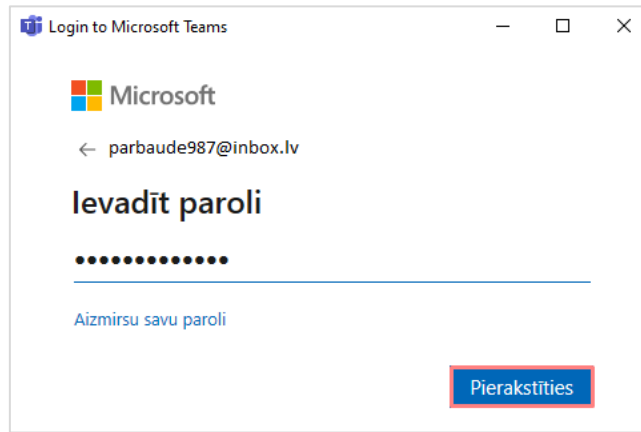 Login to Microsoft Teams
Microsoft
parbaude987@inbox.lv
Ievadīt paroli
•••••••••••••
Aizmirsu savu paroli
Pierakstīties